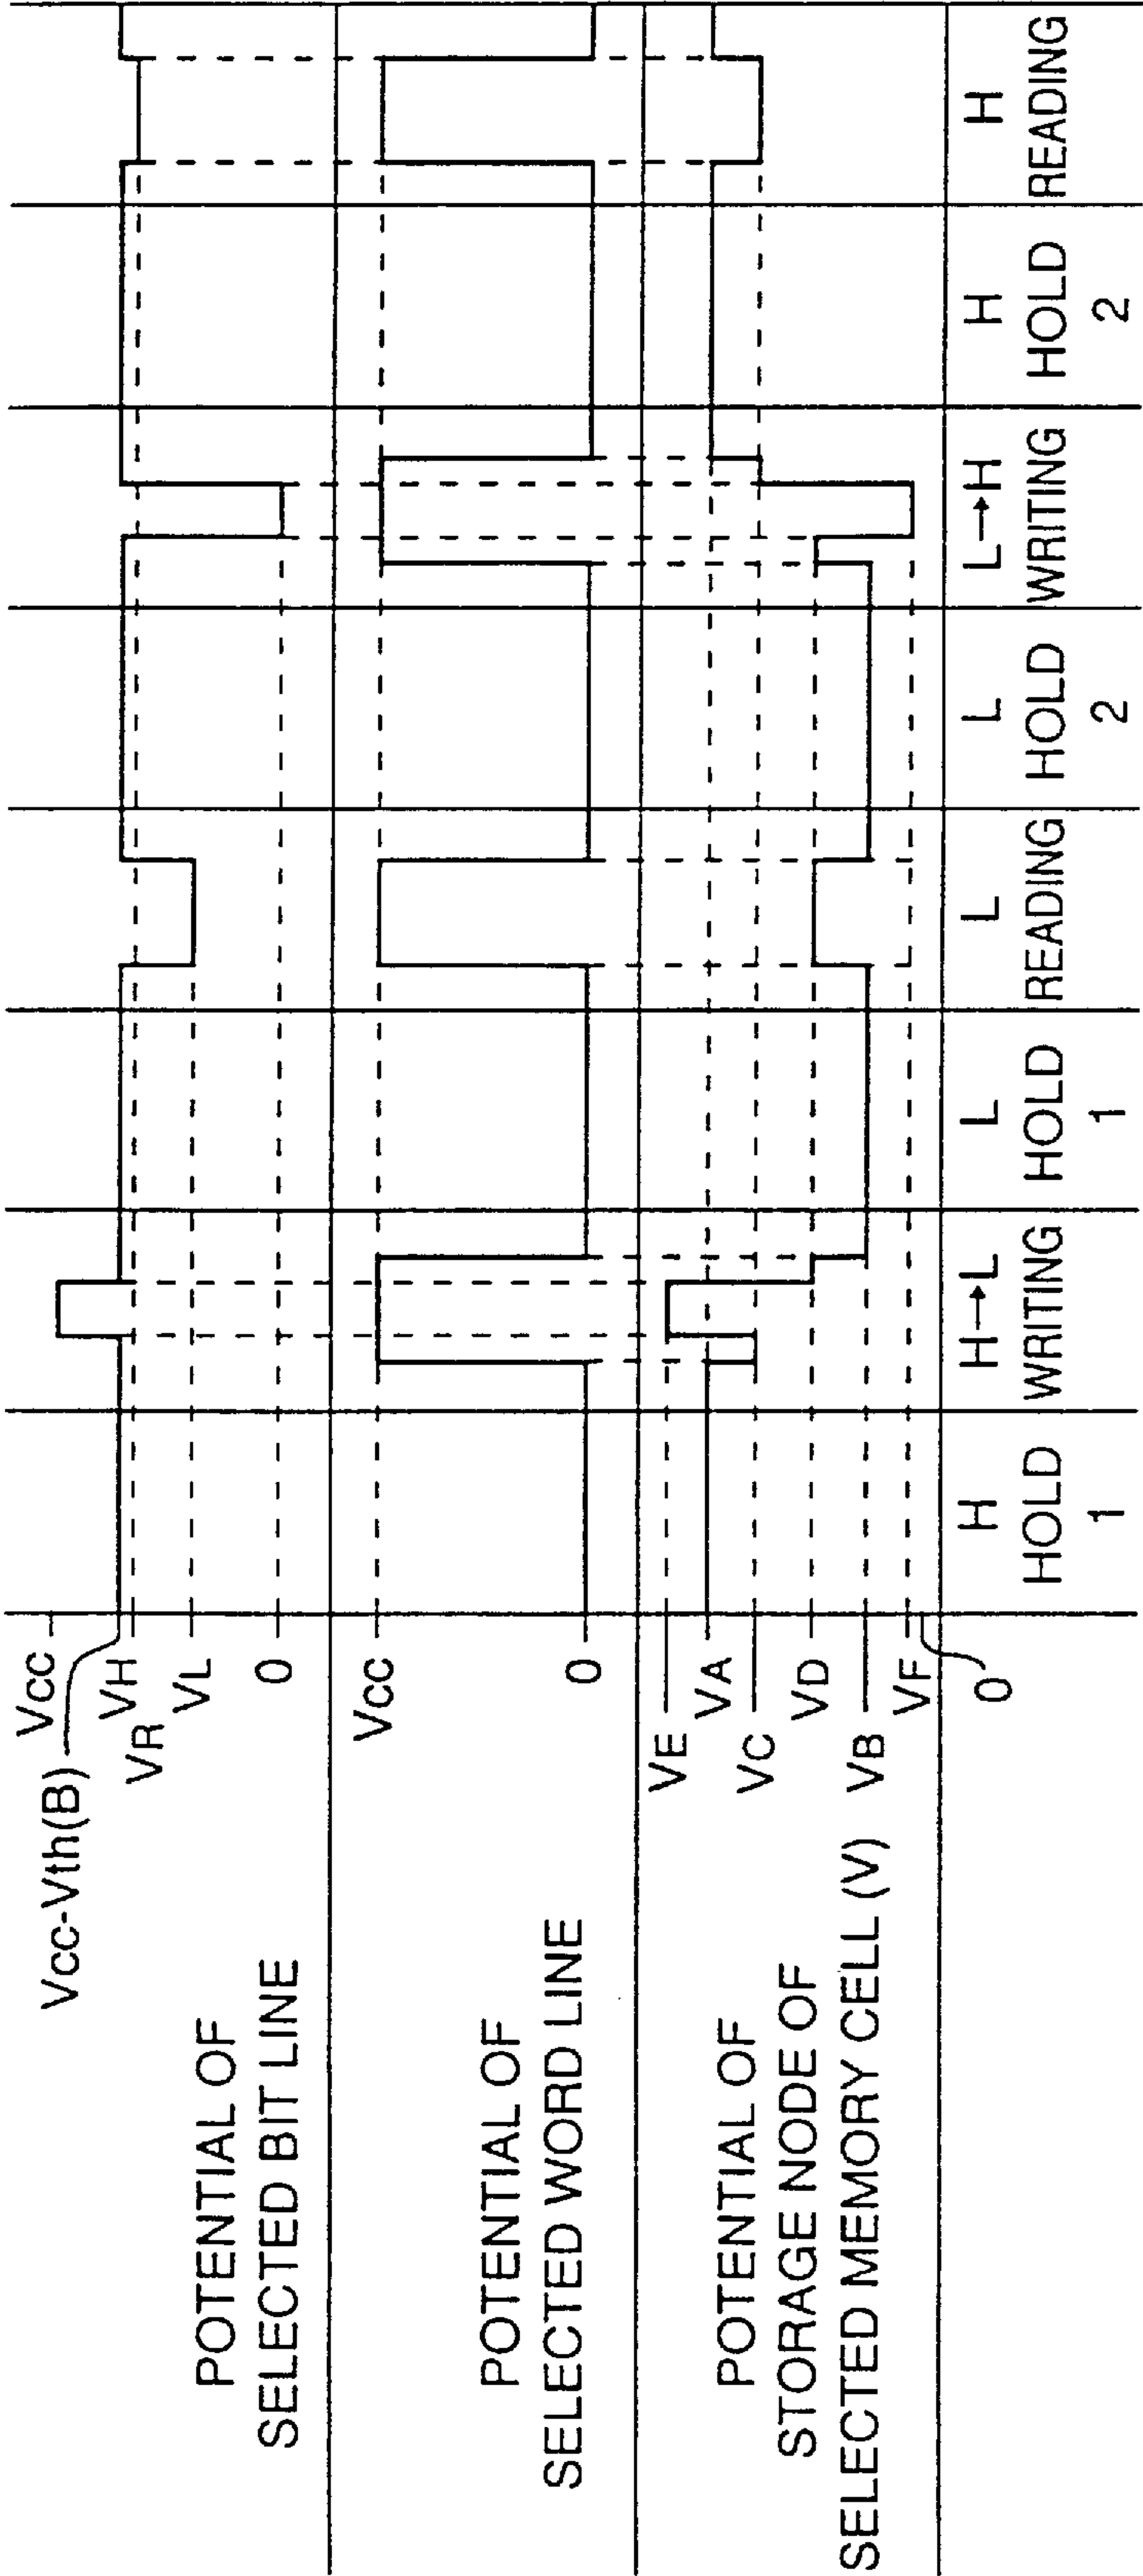 Vcc
Vcc-Vth(B)
VH
VR
VL
0
POTENTIAL OF
SELECTED BIT LINE
Vcc
0
POTENTIAL OF
SELECTED WORD LINE
VE
VA
VC
VD
VB
VF
0
POTENTIAL OF
STORAGE NODE OF
SELECTED MEMORY CELL (V)
H
HOLD
1
H→L
WRITING
L
HOLD
1
L
READING
L
HOLD
2
L→H
WRITING
H
HOLD
2
H
READING